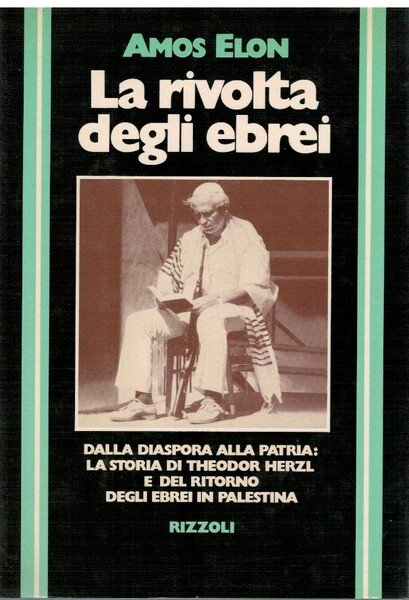 AMOS ELON
La rivolta
degli ebrei
DALLA DIASPORA ALLA PATRIA:
LA STORIA DI THEODOR HERZL
E DEL RITORNO
DEGLI EBREI IN PALESTINA
RIZZOLI